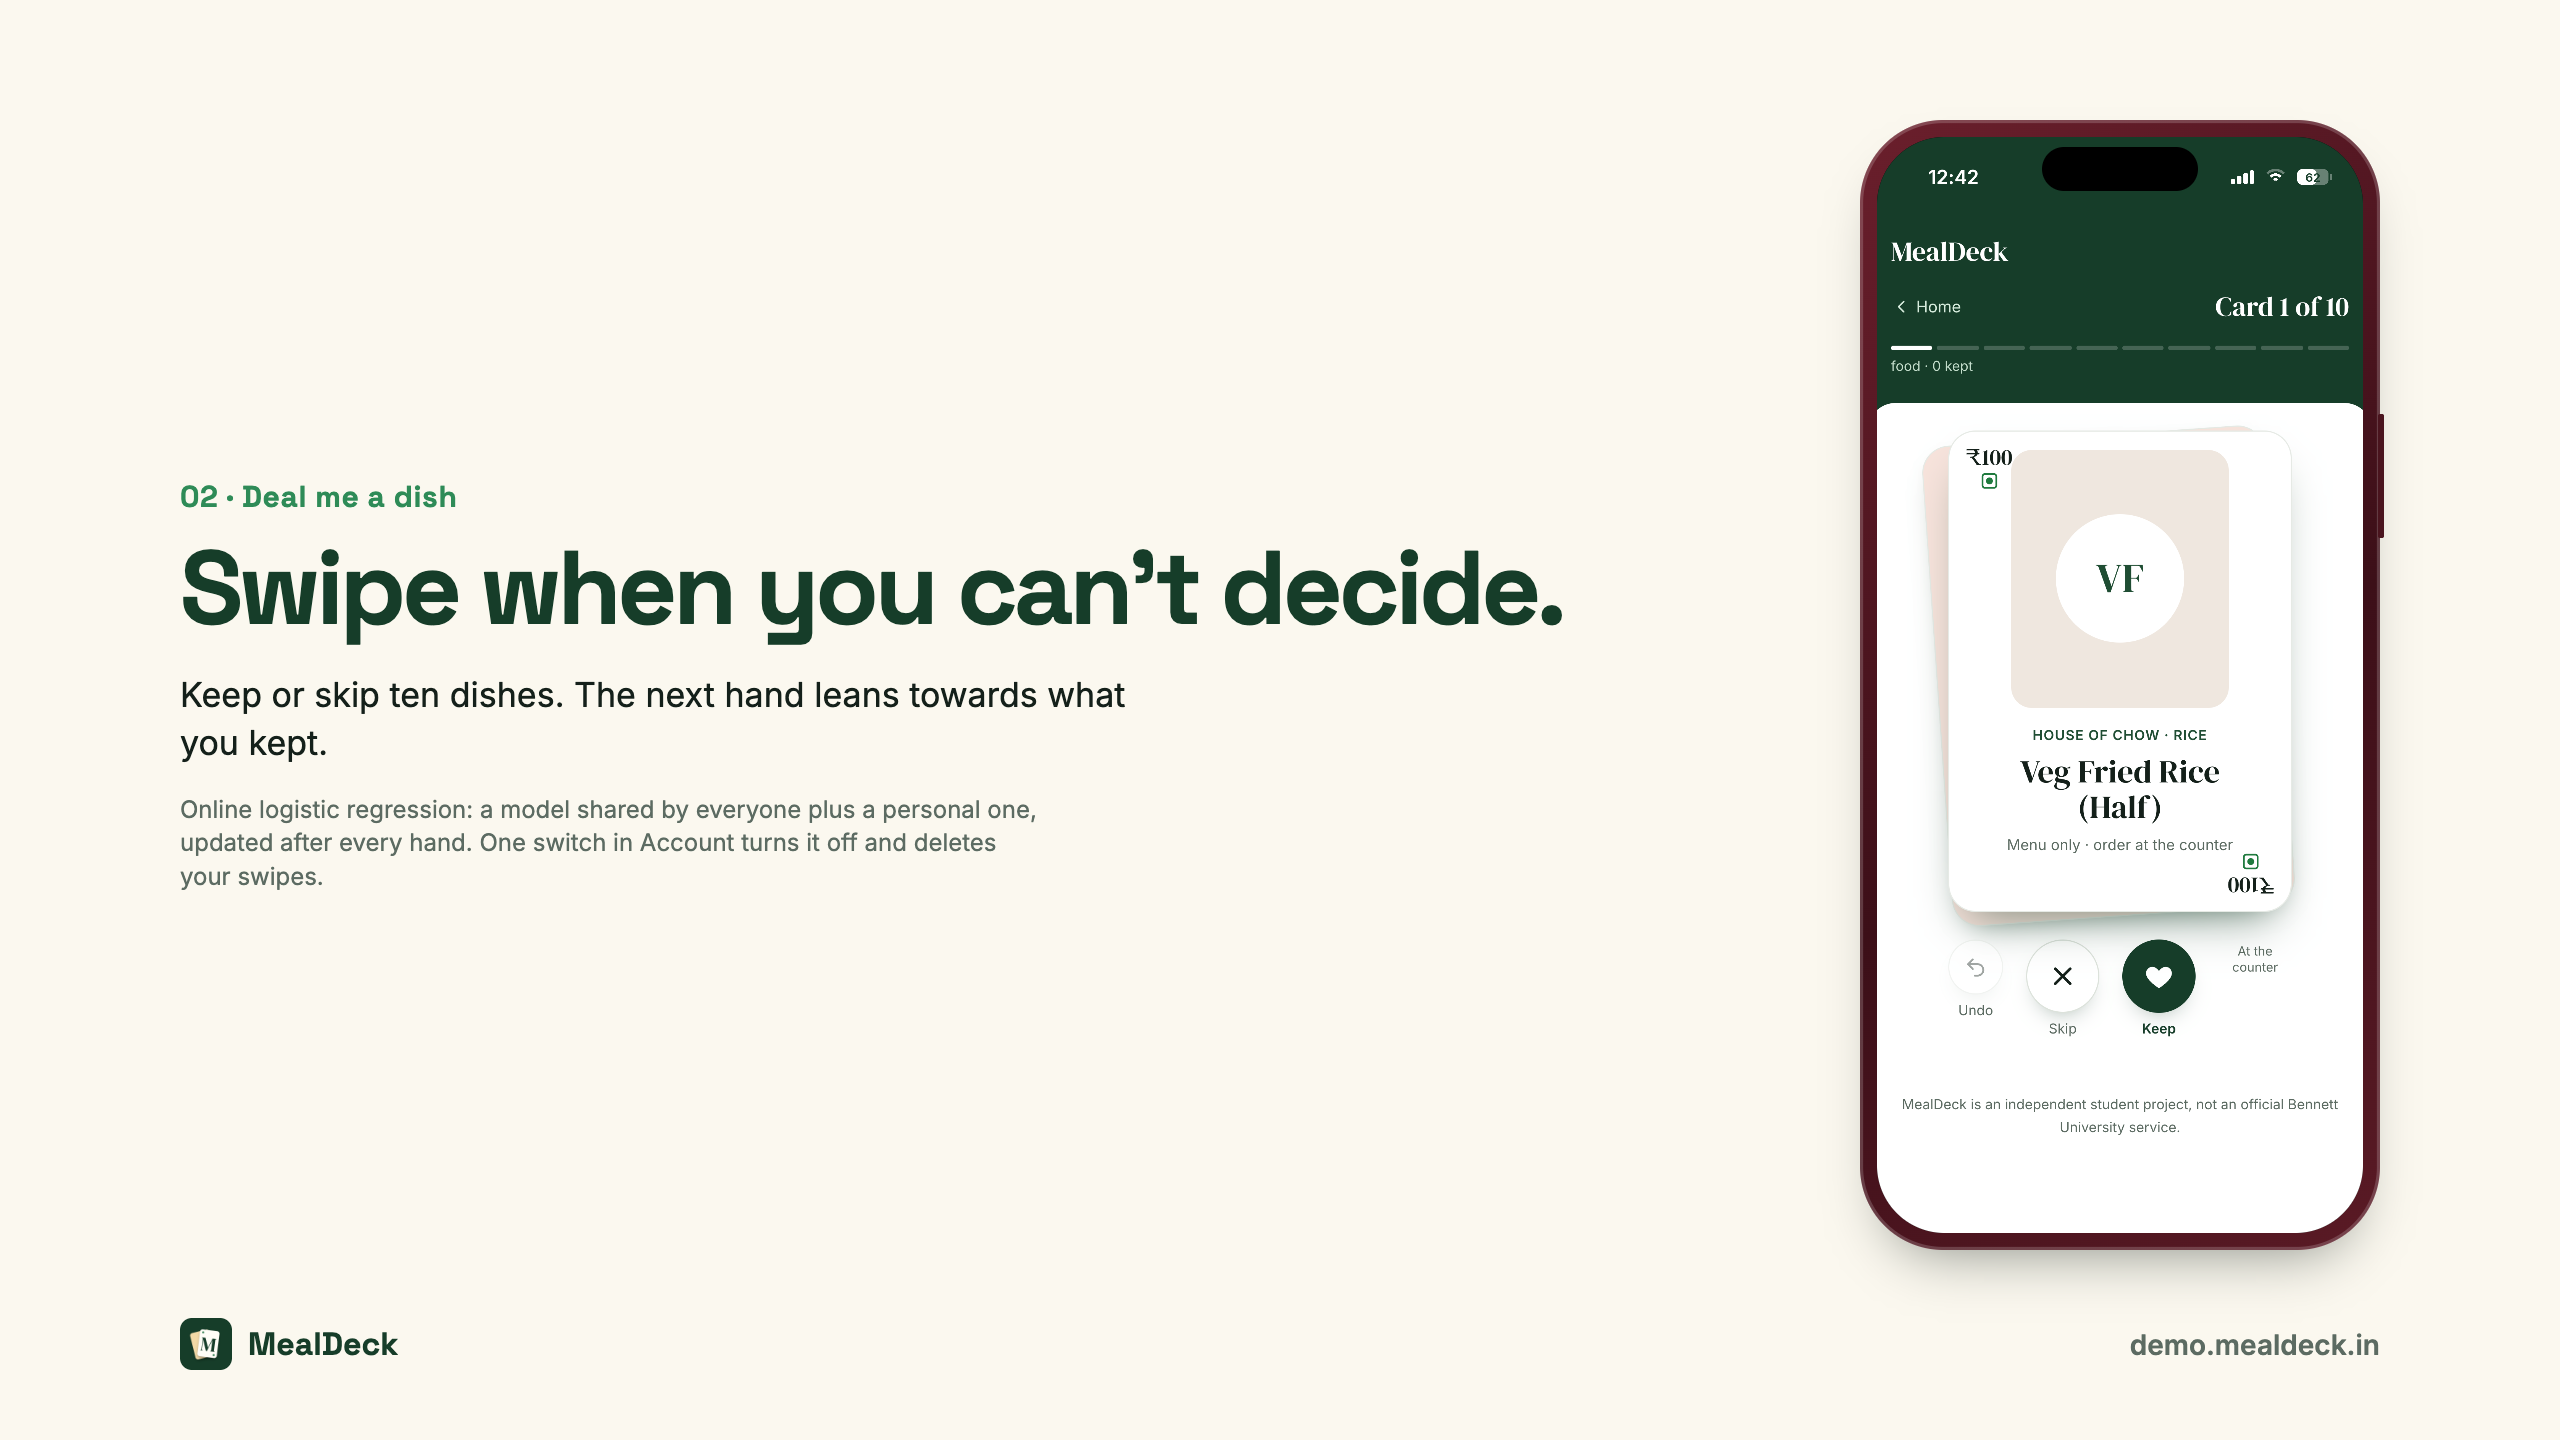 02 · Deal me a dish
Swipe when you can’t decide.
Keep or skip ten dishes. The next hand leans towards what
you kept.
Online logistic regression: a model shared by everyone plus a personal one,
updated after every hand. One switch in Account turns it off and deletes
your swipes.
12:42
62
MealDeck
Home
Card 1 of 10
food · 0 kept
₹100
VF
HOUSE OF CHOW · RICE
Veg Fried Rice
(Half)
Menu only · order at the counter
₹100
Undo
Skip
Keep
At the
counter
MealDeck is an independent student project, not an official Bennett
University service.
M
MealDeck
demo.mealdeck.in